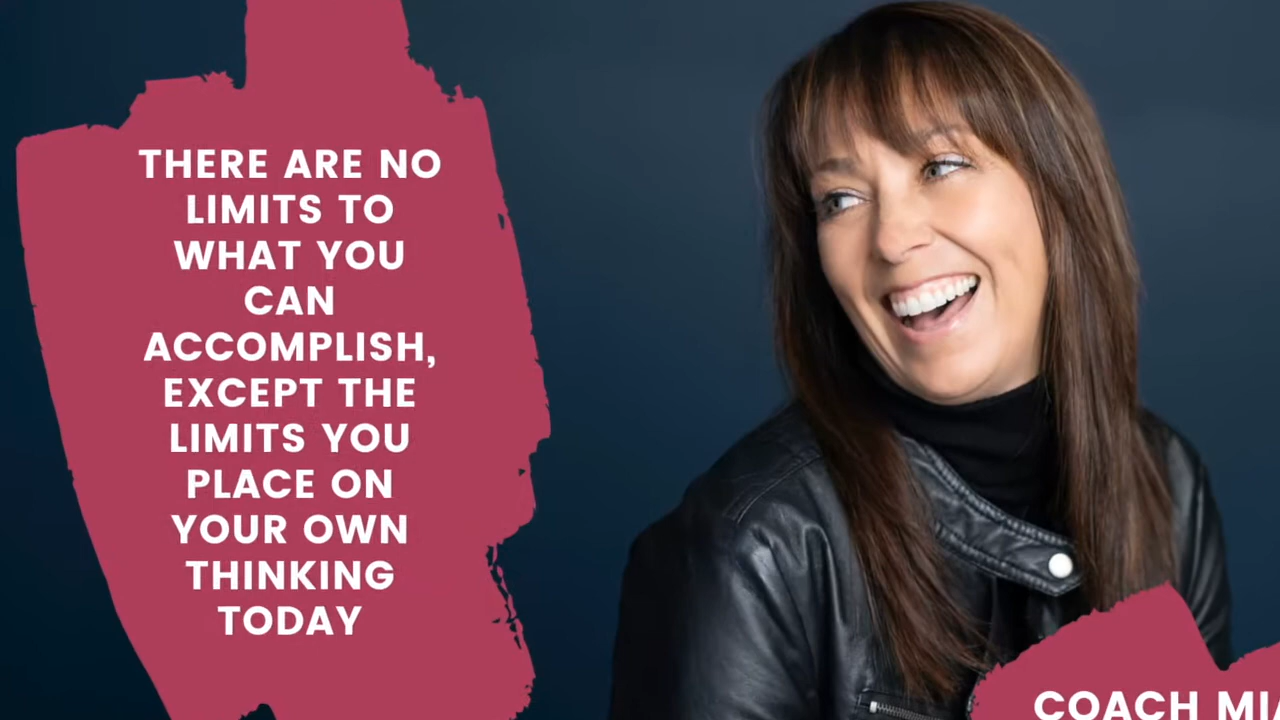 THERE ARE NO
LIMITS TO
WHAT YOU
CAN
ACCOMPLISH,
EXCEPT THE
LIMITS YOU
PLACE ON
YOUR OWN
THINKING
TODAY
COACH